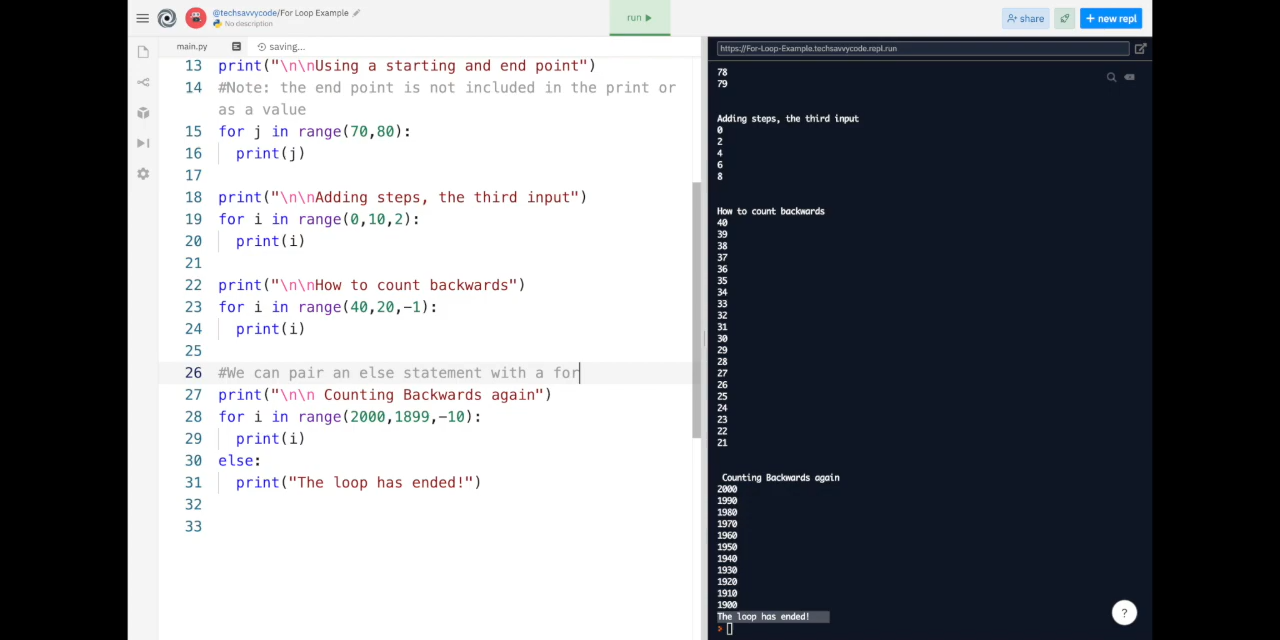 @techsavvycode/For Loop Example
No description
run
share
+ new repl
main.py
saving...
https://For-Loop-Example.techsavvycode.repl.run
13 print("\n\nUsing a starting and end point")
14 #Note: the end point is not included in the print or
as a value
15 for j in range(70,80):
16 print(j)
17
18 print("\n\nAdding steps, the third input")
19 for i in range(0,10,2):
20 print(i)
21
22 print("\n\nHow to count backwards")
23 for i in range(40,20,-1):
24 print(i)
25
26 #We can pair an else statement with a for
27 print("\n\n Counting Backwards again")
28 for i in range(2000,1899,-10):
29 print(i)
30 else:
31 print("The loop has ended!")
32
33
78
79
Adding steps, the third input
0
2
4
6
8
How to count backwards
40
39
38
37
36
35
34
33
32
31
30
29
28
27
26
25
24
23
22
21
Counting Backwards again
2000
1990
1980
1970
1960
1950
1940
1930
1920
1910
1900
The loop has ended!
>
?